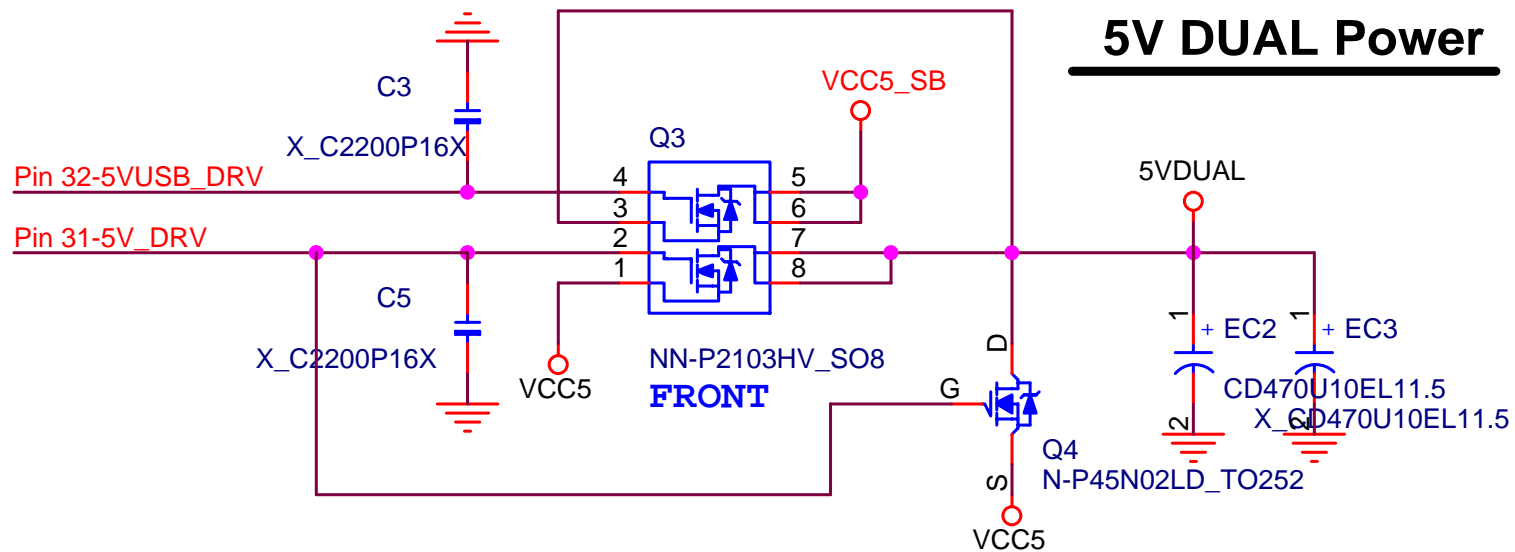 5V DUAL Power
C3
X_C2200P16X
VCC5_SB
Q3
Pin 32-5VUSB_DRV
4
5
3
6
5VDUAL
Pin 31-5V_DRV
2
7
1
8
C5
X_C2200P16X
VCC5
NN-P2103HV_SO8
FRONT
D
G
S
Q4
N-P45N02LD_TO252
VCC5
1
+ EC2
CD470U10EL11.5
2
1
+ EC3
X_CD470U10EL11.5
2